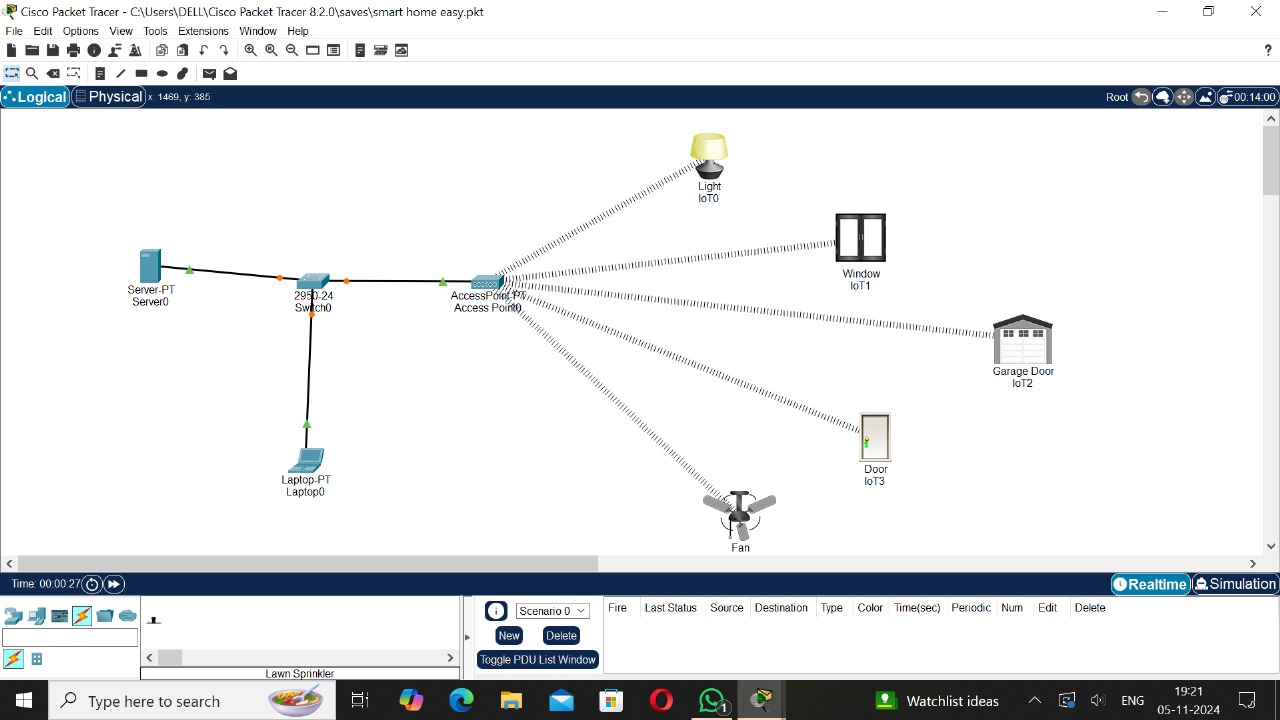 Cisco Packet Tracer - C:\Users\DELL\Cisco Packet Tracer 8.2.0\saves\smart home easy.pkt
File Edit Options View Tools Extensions Window Help
?
Logical Physical x: 1469, y: 385 Root 00:14:00
Light
IoT0
Window
IoT1
Server-PT
Server0
2950-24
Switch0
AccessPoint-PT
Access Point0
Garage Door
IoT2
Door
IoT3
Laptop-PT
Laptop0
Fan
Time: 00:00:27 Realtime Simulation
Scenario 0 Fire Last Status Source Destination Type Color Time(sec) Periodic Num Edit Delete
New Delete
Toggle PDU List Window
Lawn Sprinkler
Type here to search 1 Watchlist ideas ENG 19:21
05-11-2024